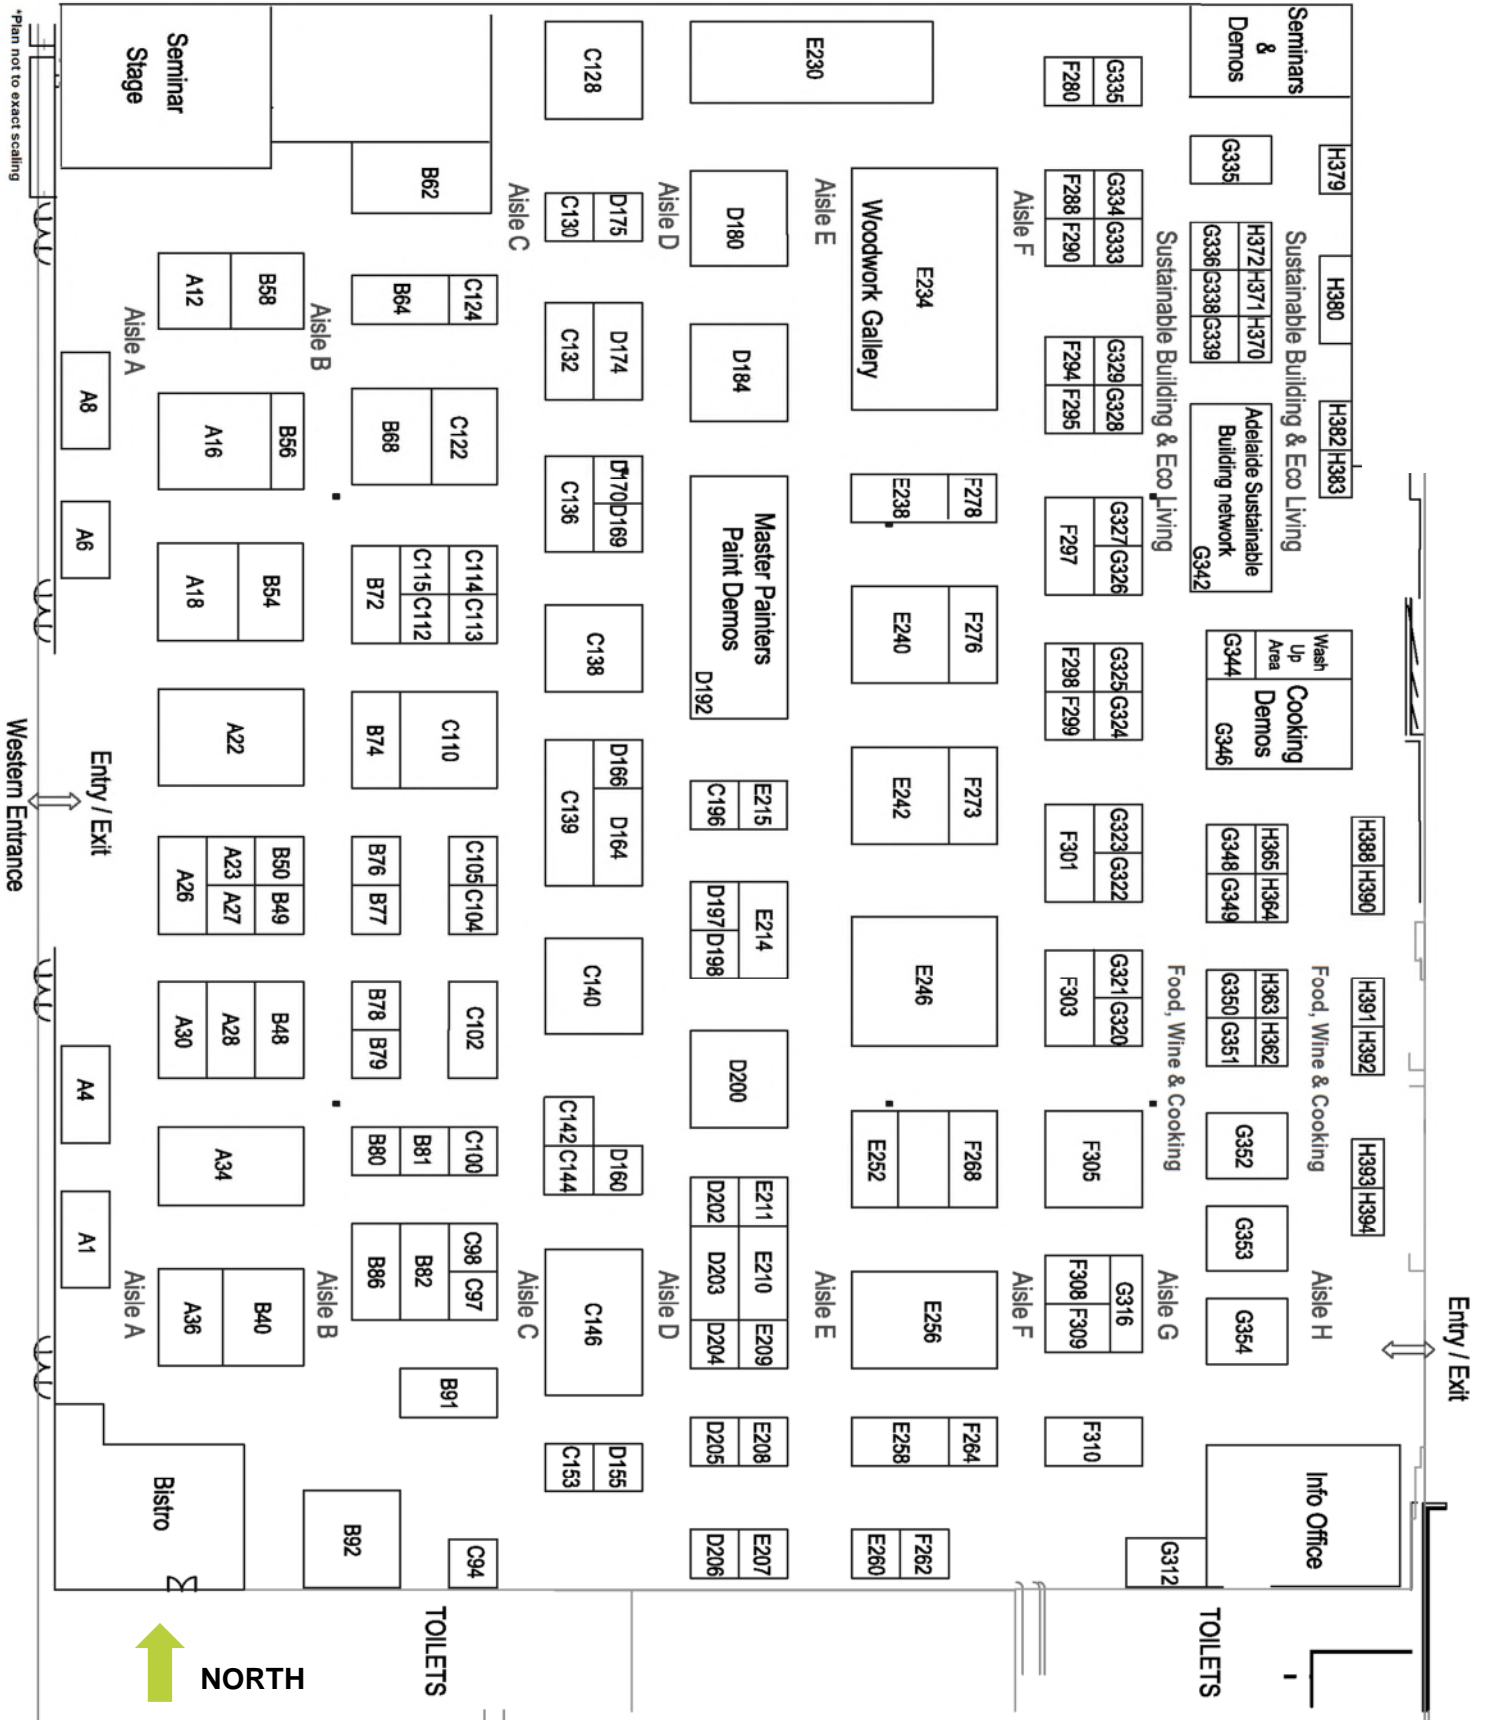 *Plan not to exact scaling
Seminar
Stage
C128
E230
F280
G335
Seminars
&
Demos
B62
C130
D175
D180
Woodwork Gallery
E234
F288
F290
G334
G333
G335
H379
Aisle C
Aisle D
Aisle E
Aisle F
Sustainable Building & Eco Living
Sustainable Building & Eco Living
A12
B58
B64
C124
C132
D174
D184
G336
G338
G339
H372
H371
H370
H380
Aisle A
Aisle B
A8
A16
B56
B68
C122
F294
F295
G329
G328
H382
H383
A6
A18
B54
B72
C115
C112
C114
C113
C136
D170
D169
Master Painters
Paint Demos
D192
E238
F278
F297
G327
G326
Adelaide Sustainable
Building network
G342
C138
E240
F276
F298
F299
G325
G324
Wash
Up
Area
G344
Cooking
Demos
G346
Western Entrance
Entry / Exit
A22
B74
C110
C139
D166
D164
C196
E215
E242
F273
F301
G323
G322
G348
G349
H365
H364
H388
H390
A26
A23
A27
B50
B49
B76
B77
C105
C104
D197
D198
E214
E246
C140
F303
G321
G320
G350
G351
H363
H362
H391
H392
Food, Wine & Cooking
Food, Wine & Cooking
A30
A28
B48
B78
B79
C102
D200
A4
A34
B80
B81
C100
C142
C144
D160
E252
F268
F305
G352
H393
H394
A1
D202
D203
D204
E211
E210
E209
G353
A36
B40
B86
B82
C98
C97
C146
E256
F308
F309
G316
G354
Aisle A
Aisle B
Aisle C
Aisle D
Aisle E
Aisle F
Aisle G
Aisle H
Entry / Exit
B91
C153
D155
D205
E208
E258
F264
F310
Bistro
B92
C94
D206
E207
E260
F262
G312
Info Office
TOILETS
TOILETS
NORTH